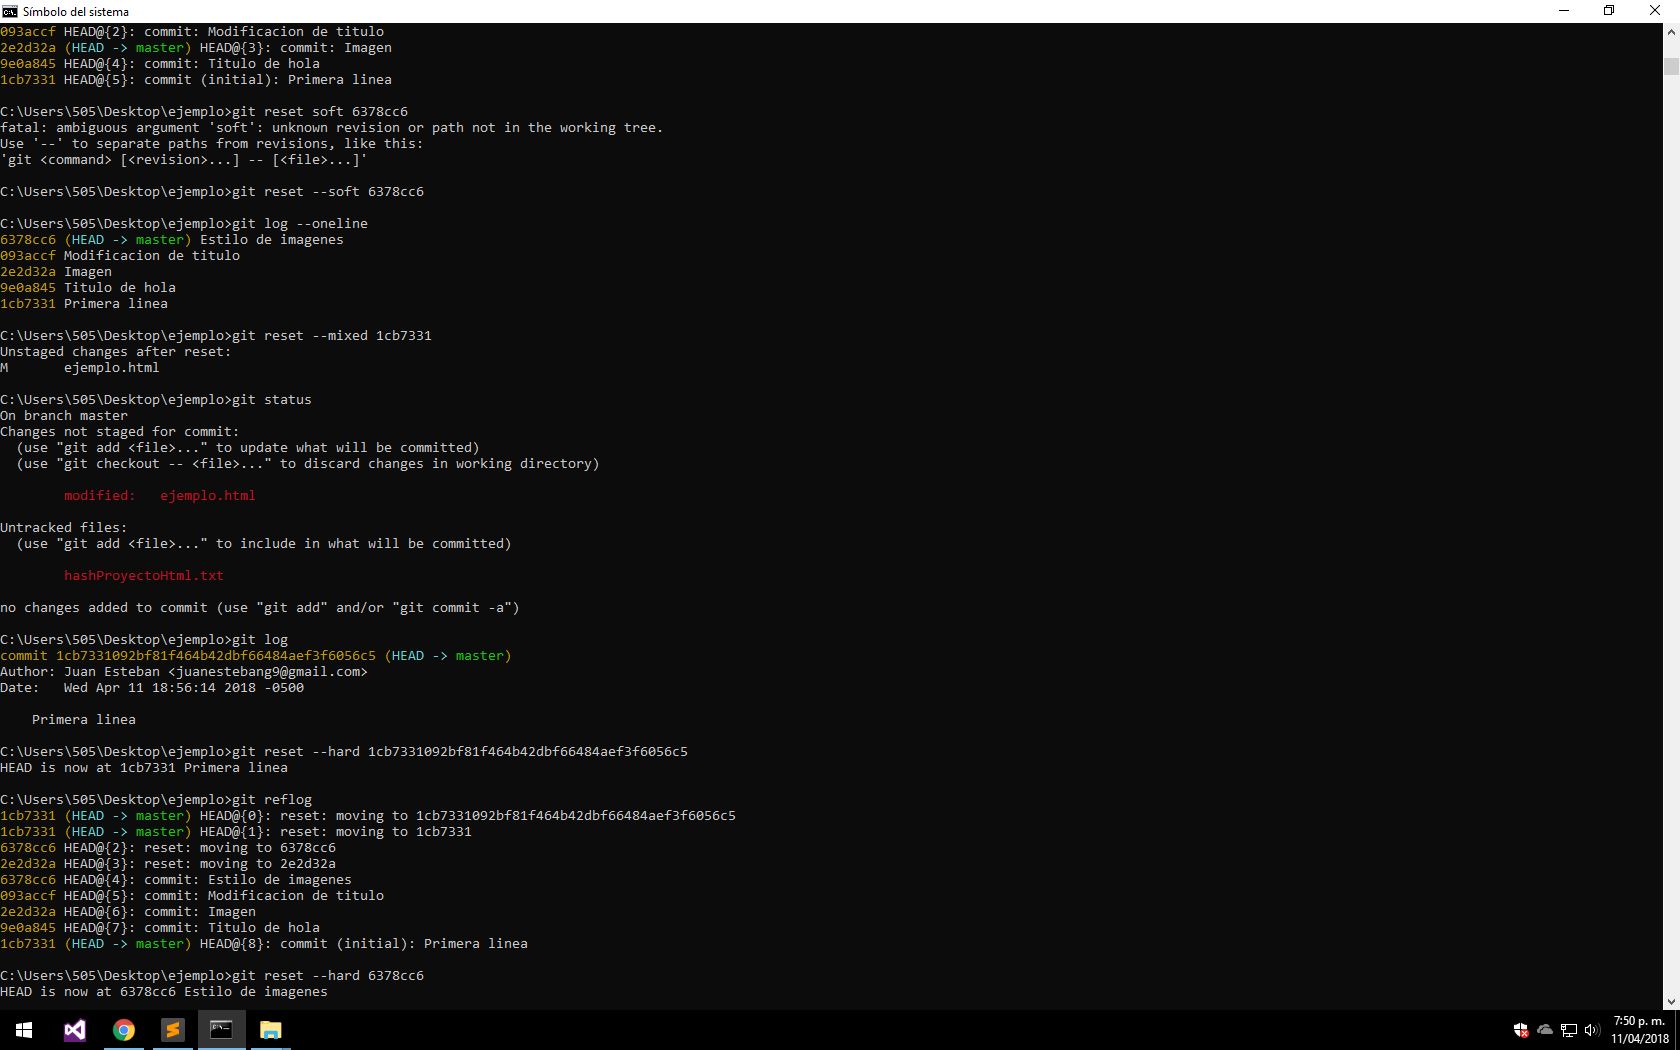 Símbolo del sistema
093accf HEAD@{2}: commit: Modificacion de titulo
2e2d32a (HEAD -> master) HEAD@{3}: commit: Imagen
9e0a845 HEAD@{4}: commit: Titulo de hola
1cb7331 HEAD@{5}: commit (initial): Primera linea
C:\Users\505\Desktop\ejemplo>git reset soft 6378cc6
fatal: ambiguous argument 'soft': unknown revision or path not in the working tree.
Use '--' to separate paths from revisions, like this:
'git <command> [<revision>...] -- [<file>...]'
C:\Users\505\Desktop\ejemplo>git reset --soft 6378cc6
C:\Users\505\Desktop\ejemplo>git log --oneline
6378cc6 (HEAD -> master) Estilo de imagenes
093accf Modificacion de titulo
2e2d32a Imagen
9e0a845 Titulo de hola
1cb7331 Primera linea
C:\Users\505\Desktop\ejemplo>git reset --mixed 1cb7331
Unstaged changes after reset:
M       ejemplo.html
C:\Users\505\Desktop\ejemplo>git status
On branch master
Changes not staged for commit:
  (use "git add <file>..." to update what will be committed)
  (use "git checkout -- <file>..." to discard changes in working directory)
        modified:   ejemplo.html
Untracked files:
  (use "git add <file>..." to include in what will be committed)
        hashProyectoHtml.txt
no changes added to commit (use "git add" and/or "git commit -a")
C:\Users\505\Desktop\ejemplo>git log
commit 1cb7331092bf81f464b42dbf66484aef3f6056c5 (HEAD -> master)
Author: Juan Esteban <juanestebang9@gmail.com>
Date:   Wed Apr 11 18:56:14 2018 -0500
    Primera linea
C:\Users\505\Desktop\ejemplo>git reset --hard 1cb7331092bf81f464b42dbf66484aef3f6056c5
HEAD is now at 1cb7331 Primera linea
C:\Users\505\Desktop\ejemplo>git reflog
1cb7331 (HEAD -> master) HEAD@{0}: reset: moving to 1cb7331092bf81f464b42dbf66484aef3f6056c5
1cb7331 (HEAD -> master) HEAD@{1}: reset: moving to 1cb7331
6378cc6 HEAD@{2}: reset: moving to 6378cc6
2e2d32a HEAD@{3}: reset: moving to 2e2d32a
6378cc6 HEAD@{4}: commit: Estilo de imagenes
093accf HEAD@{5}: commit: Modificacion de titulo
2e2d32a HEAD@{6}: commit: Imagen
9e0a845 HEAD@{7}: commit: Titulo de hola
1cb7331 (HEAD -> master) HEAD@{8}: commit (initial): Primera linea
C:\Users\505\Desktop\ejemplo>git reset --hard 6378cc6
HEAD is now at 6378cc6 Estilo de imagenes
7:50 p. m.
11/04/2018